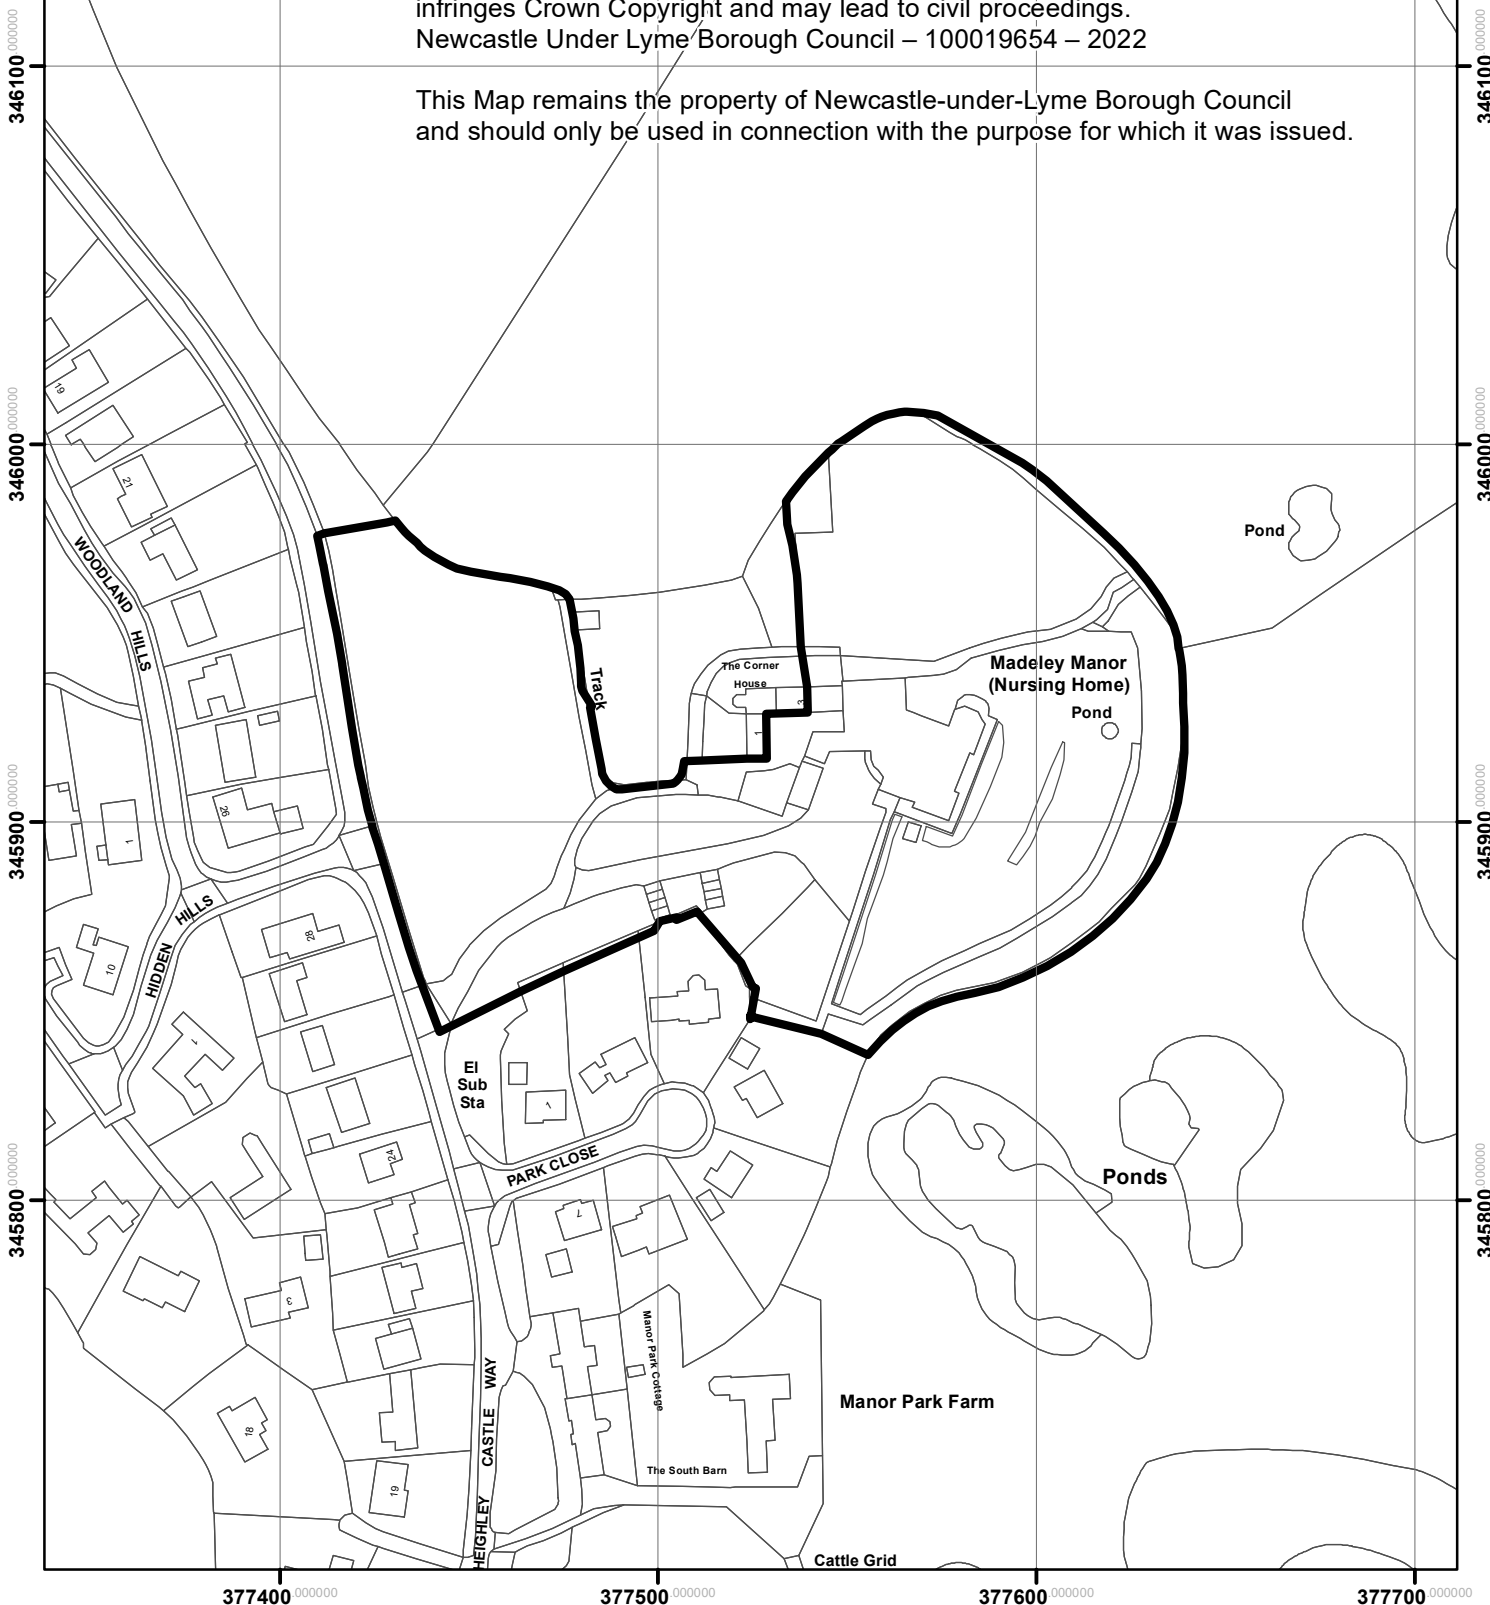 infringes Crown Copyright and may lead to civil proceedings.
Newcastle Under Lyme Borough Council – 100019654 – 2022
This Map remains the property of Newcastle-under-Lyme Borough Council
and should only be used in connection with the purpose for which it was issued.
346100.000000
346100.000000
346000.000000
346000.000000
345900.000000
345900.000000
345800.000000
345800.000000
19
21
WOODLAND HILLS
Pond
Track
The Corner
House
3
1
Madeley Manor
(Nursing Home)
Pond
26
1
HIDDEN HILLS
28
10
1
El
Sub
Sta
1
PARK CLOSE
24
7
Ponds
3
Manor Park Cottage
Manor Park Farm
18
The South Barn
19
HEIGHLEY CASTLE WAY
Cattle Grid
377400.000000
377500.000000
377600.000000
377700.000000